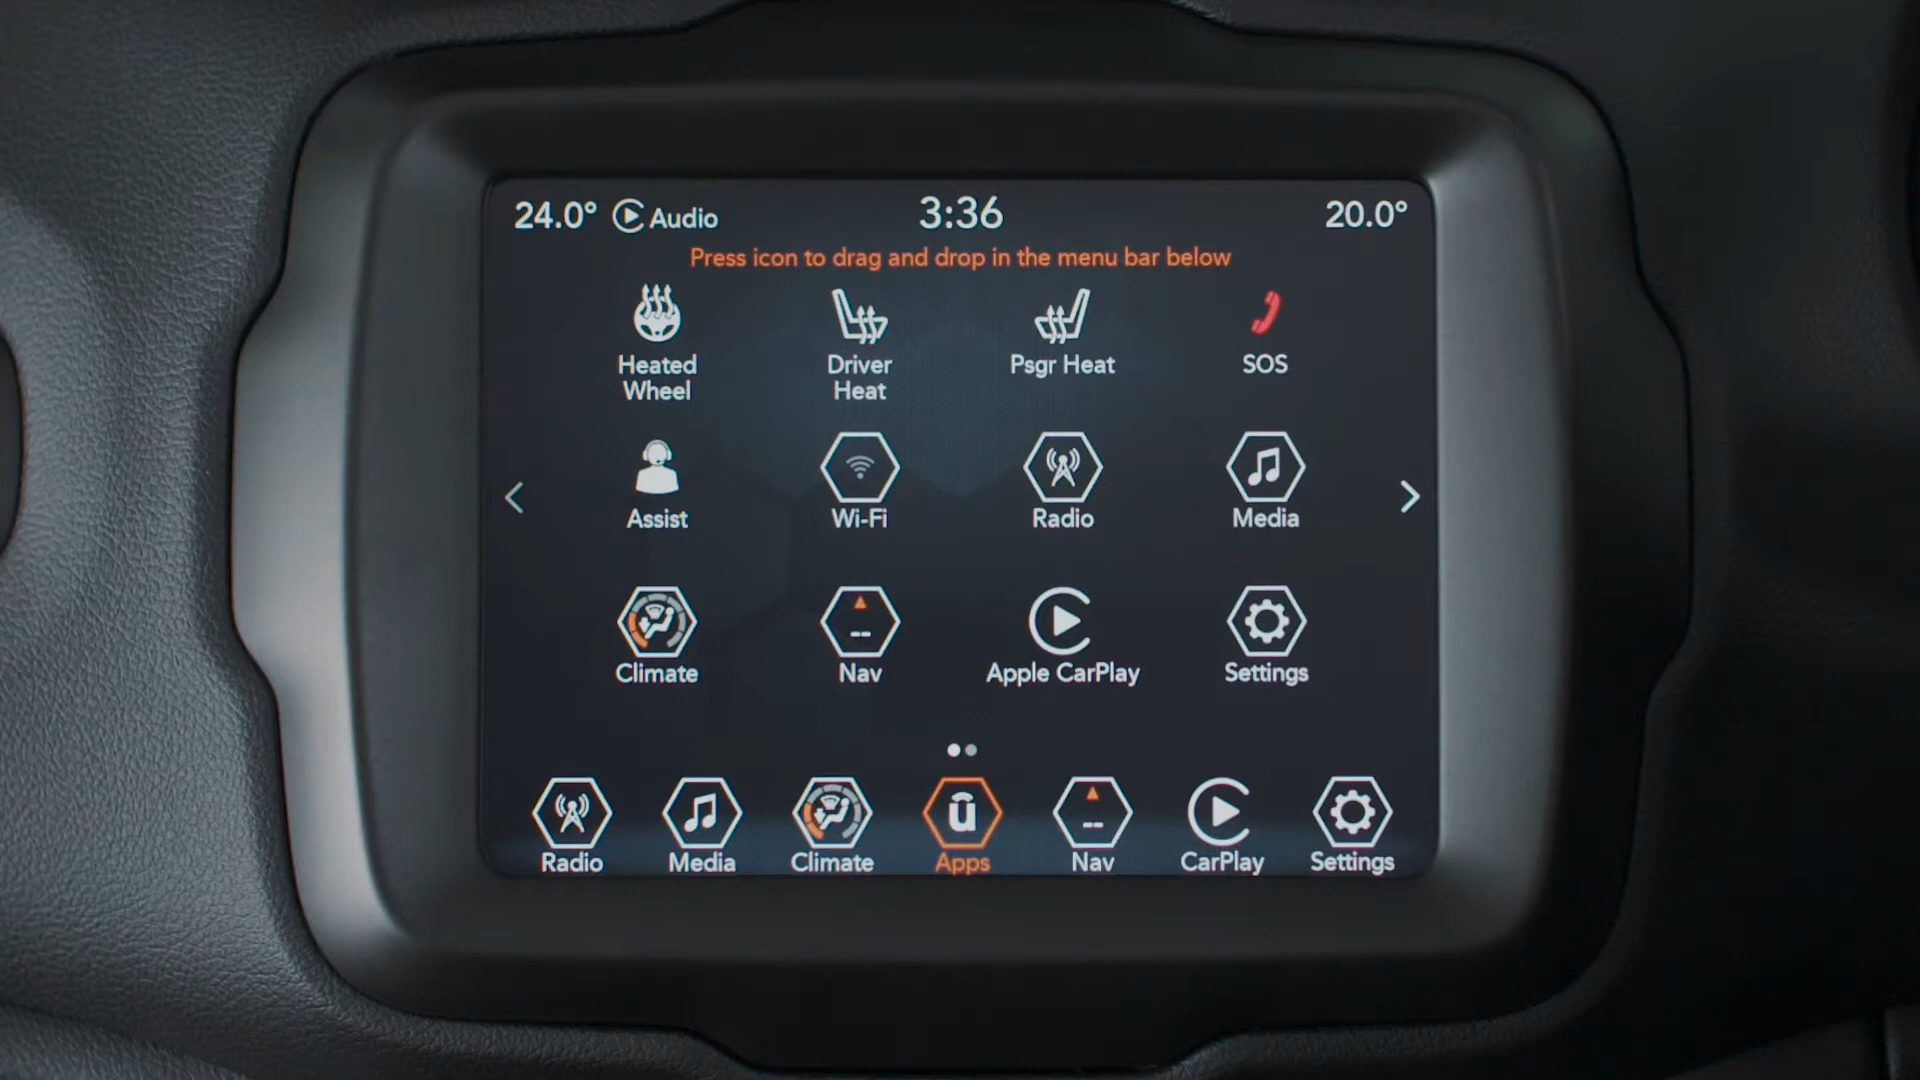 24.0° Audio 3:36 20.0°
Press icon to drag and drop in the menu bar below
Heated
Wheel
Driver
Heat
Psgr Heat
SOS
Assist
Wi-Fi
Radio
Media
Climate
--
Nav
Apple CarPlay
Settings
Radio
Media
Climate
ū
Apps
--
Nav
CarPlay
Settings